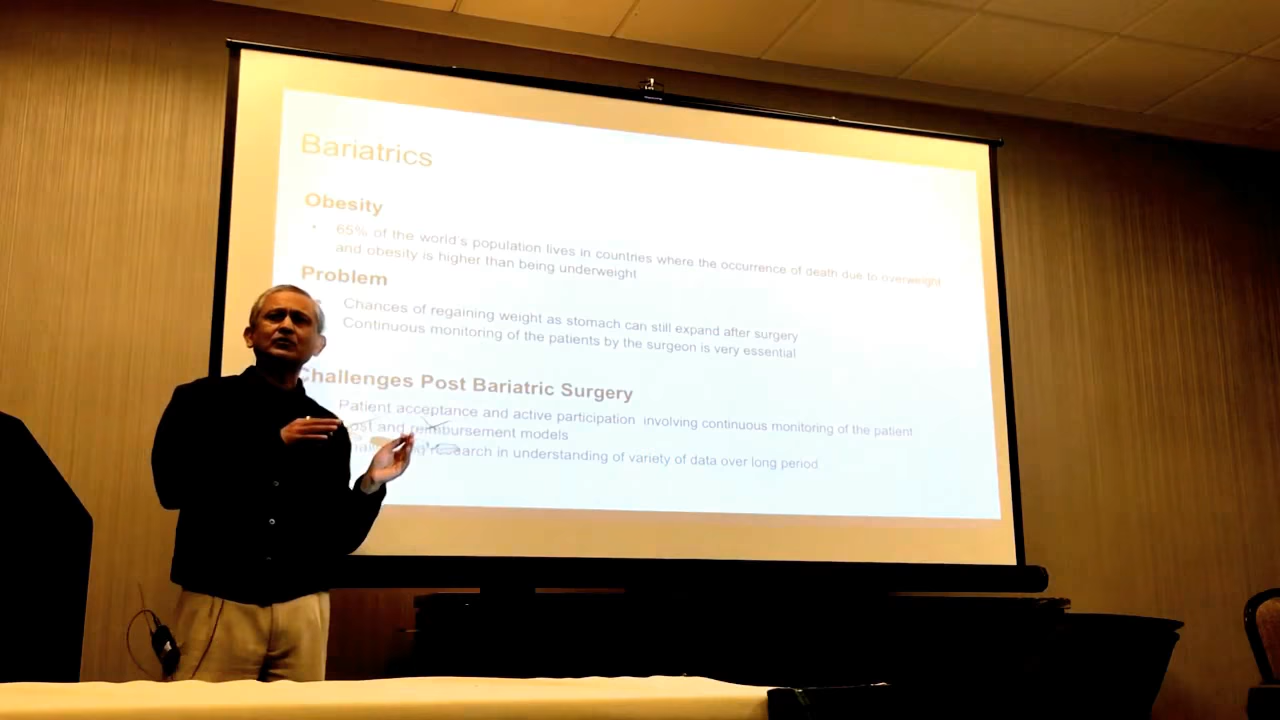 Bariatrics
Obesity
• 65% of the world's population lives in countries where the occurrence of death due to overweight
and obesity is higher than being underweight
Problem
Chances of regaining weight as stomach can still expand after surgery
Continuous monitoring of the patients by the surgeon is very essential
Challenges Post Bariatric Surgery
Patient acceptance and active participation involving continuous monitoring of the patient
Cost and reimbursement models
research in understanding of variety of data over long period